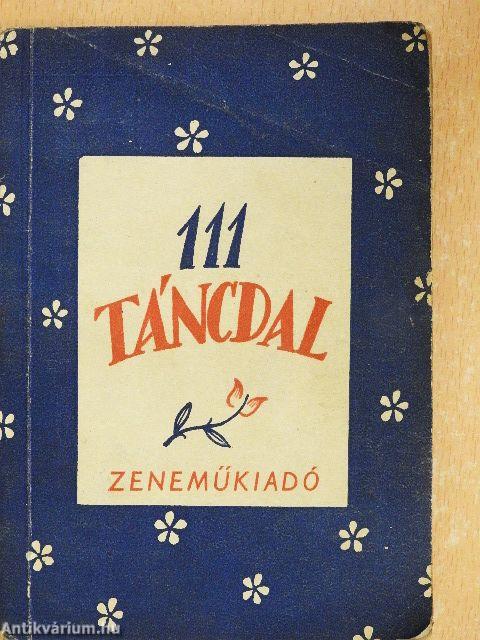 111
TÁNCDAL
ZENEMŰKIADÓ
Antikvárium.hu